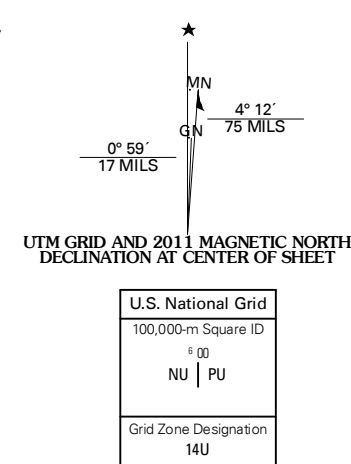 ★
MN
4° 12´
75 MILS
GN
0° 59´
17 MILS
UTM GRID AND 2011 MAGNETIC NORTH
DECLINATION AT CENTER OF SHEET
U.S. National Grid
100,000-m Square ID
6 00
NU PU
Grid Zone Designation
14U